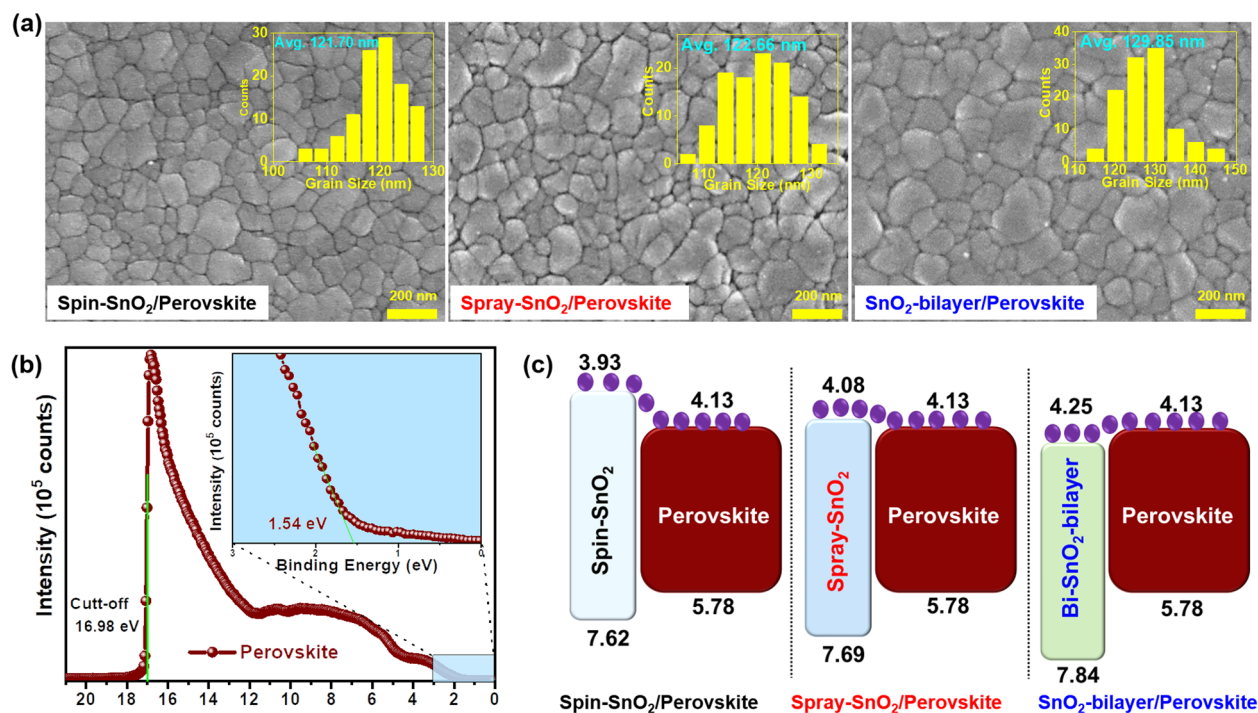 (a)
Avg. 121.70 nm
30
20
10
0
Counts
100
110
120
130
Grain Size (nm)
Spin-SnO₂/Perovskite
200 nm
Avg. 122.66 nm
20
10
0
Counts
110
120
130
Grain Size (nm)
Spray-SnO₂/Perovskite
200 nm
Avg. 129.85 nm
40
30
20
10
0
Counts
110
120
130
140
150
Grain Size (nm)
SnO₂-bilayer/Perovskite
200 nm
(b)
Intensity (10⁵ counts)
Intensity (10⁵ counts)
1.54 eV
3
2
1
0
Binding Energy (eV)
Cutt-off
16.98 eV
Perovskite
20
18
16
14
12
10
8
6
4
2
0
(c)
3.93
4.13
Spin-SnO₂
Perovskite
7.62
5.78
Spin-SnO₂/Perovskite
4.08
4.13
Spray-SnO₂
Perovskite
7.69
5.78
Spray-SnO₂/Perovskite
4.25
4.13
Bi-SnO₂-bilayer
Perovskite
7.84
5.78
SnO₂-bilayer/Perovskite